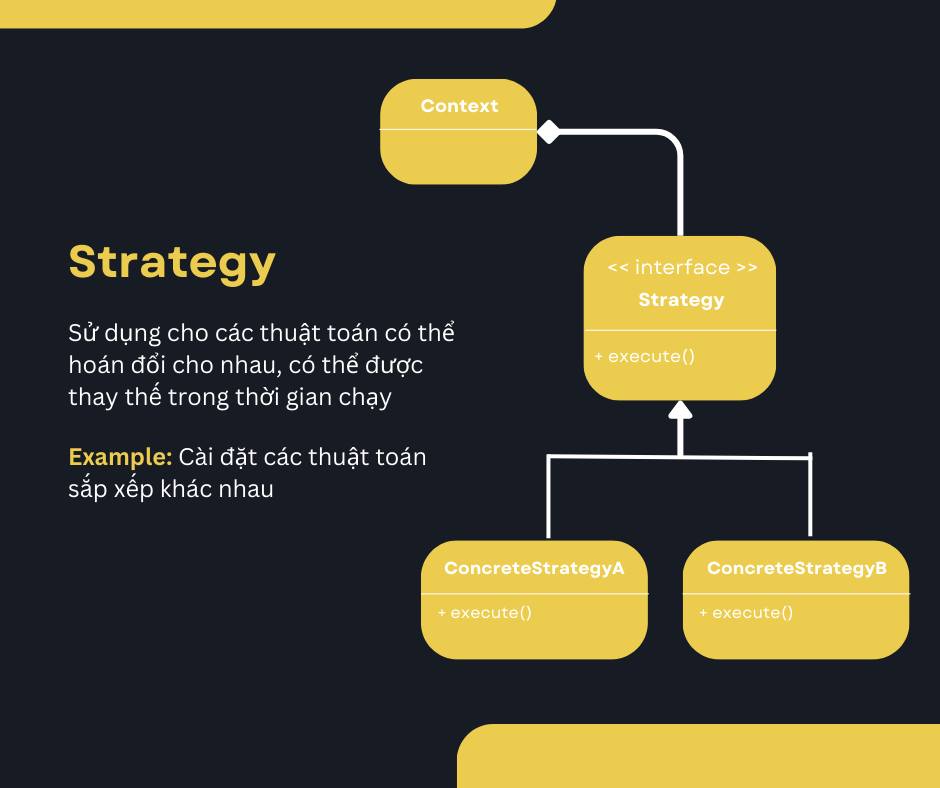 Context
<< interface >>
Strategy
+ execute()
Strategy
Sử dụng cho các thuật toán có thể
hoán đổi cho nhau, có thể được
thay thế trong thời gian chạy
Example: Cài đặt các thuật toán
sắp xếp khác nhau
ConcreteStrategyA
+ execute()
ConcreteStrategyB
+ execute()